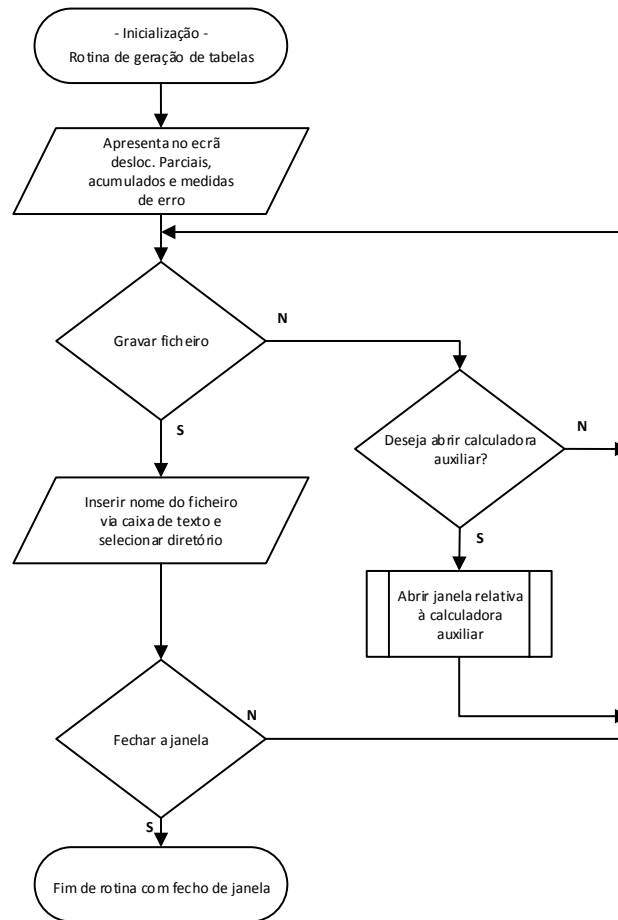 - Inicialização -
Rotina de geração de tabelas
Apresenta no ecrã
desloc. Parciais,
acumulados e medidas
de erro
Gravar ficheiro
N
S
Deseja abrir calculadora
auxiliar?
N
S
Inserir nome do ficheiro
via caixa de texto e
selecionar diretório
Abrir janela relativa
à calculadora
auxiliar
Fechar a janela
N
S
Fim de rotina com fecho de janela